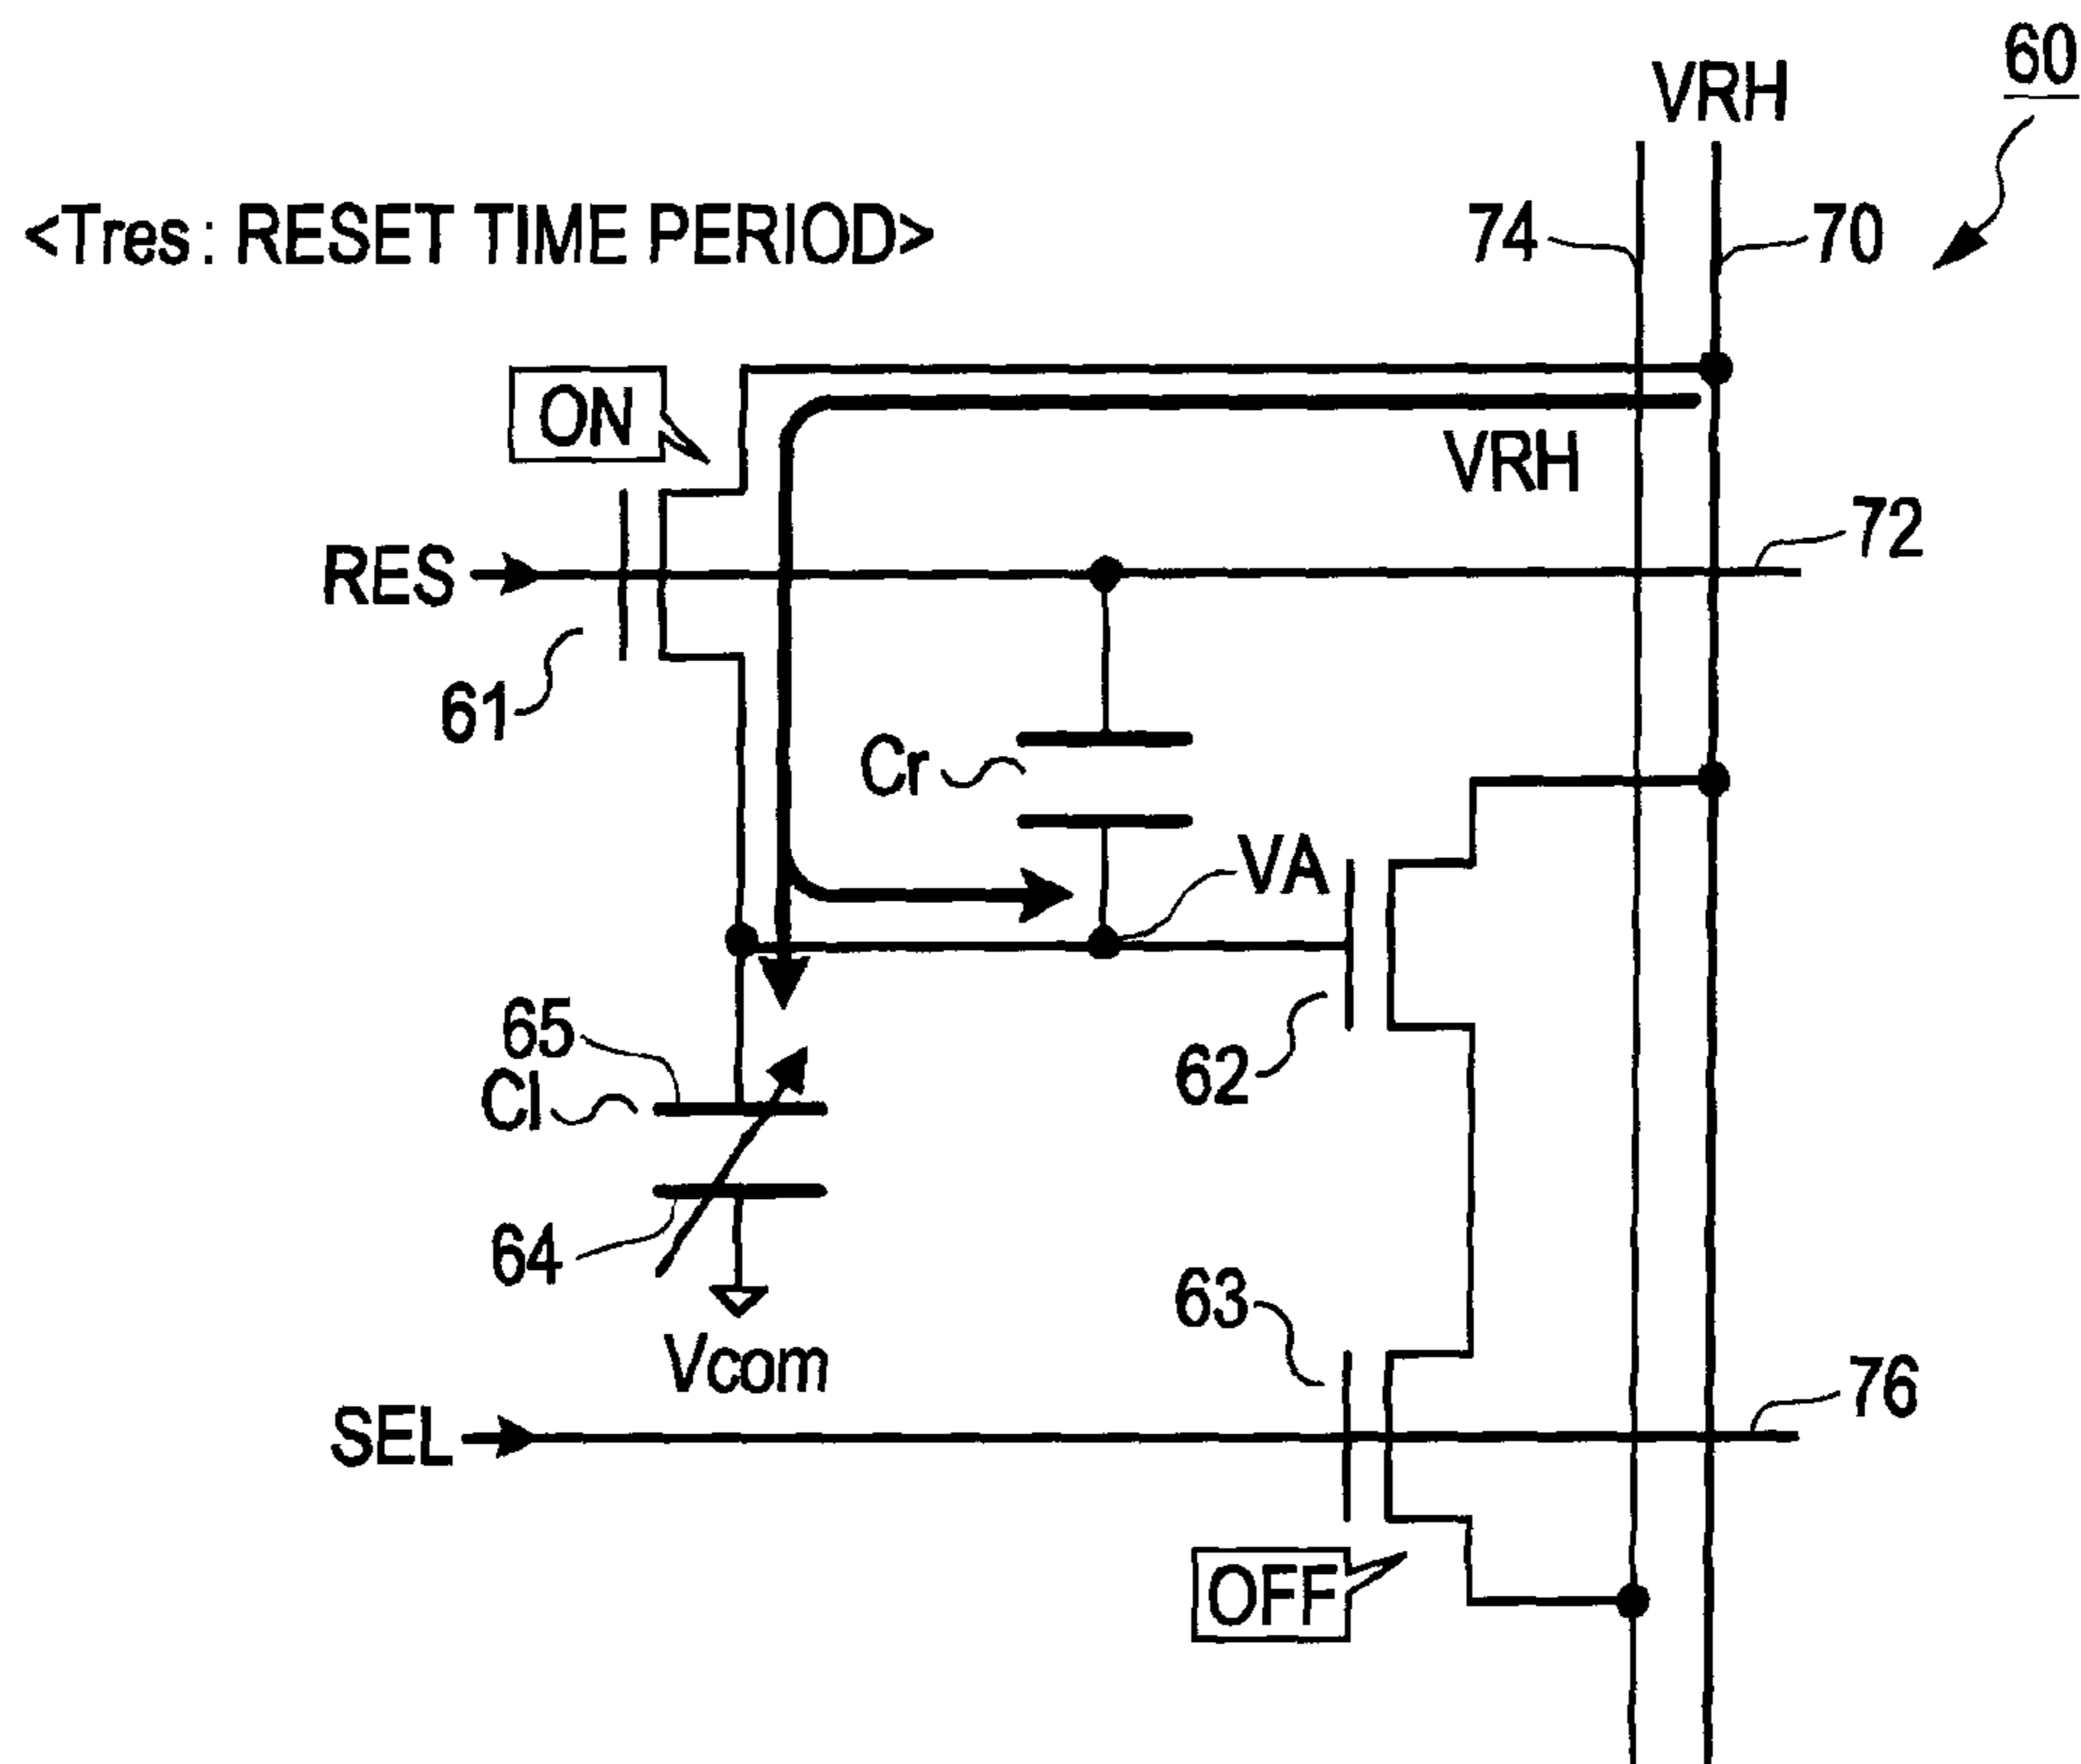 60
VRH
<Tres : RESET TIME PERIOD>
74
70
ON
VRH
72
RES
61
Cr
VA
65
Cl
62
64
63
Vcom
76
SEL
OFF